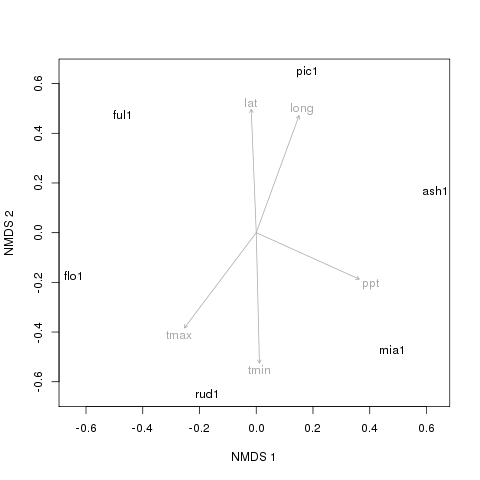 pic1
lat
long
ful1
ash1
flo1
ppt
tmax
mia1
tmin
rud1
0.6
0.4
0.2
0.0
-0.2
-0.4
-0.6
NMDS 2
-0.6 -0.4 -0.2 0.0 0.2 0.4 0.6
NMDS 1